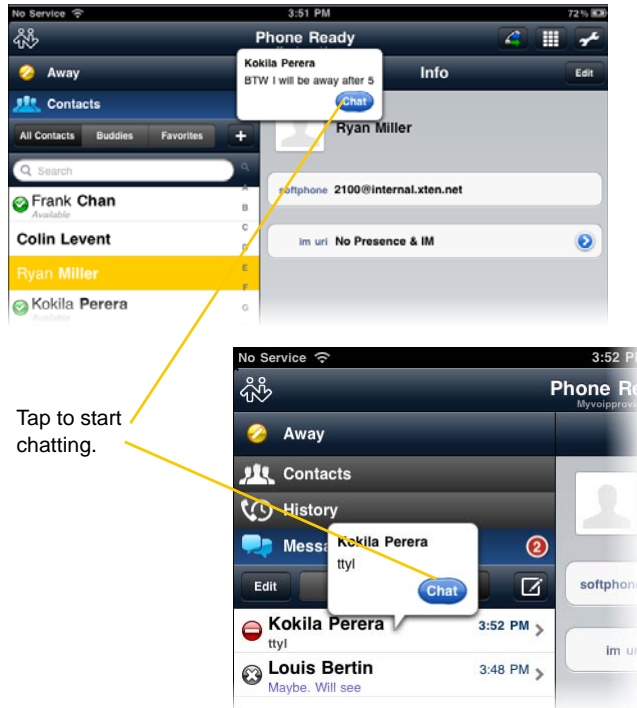 No Service 3:51 PM 72%
Phone Ready
Kokila Perera
BTW I will be away after 5
Chat
Away
Info
Edit
Contacts
All Contacts Buddies Favorites +
Ryan Miller
Search
A
softphone 2100@internal.xten.net
Frank Chan
Available
B
C
Colin Levent
D
im uri No Presence & IM
Ryan Miller
E
F
Kokila Perera
G
Available
Tap to start
chatting.
No Service 3:52 P
Phone Re
Myvoipprovi
Away
Contacts
History
Messa
2
Kokila Perera
ttyl
Chat
Edit
softphon
Kokila Perera 3:52 PM
ttyl
im u
Louis Bertin 3:48 PM
Maybe. Will see